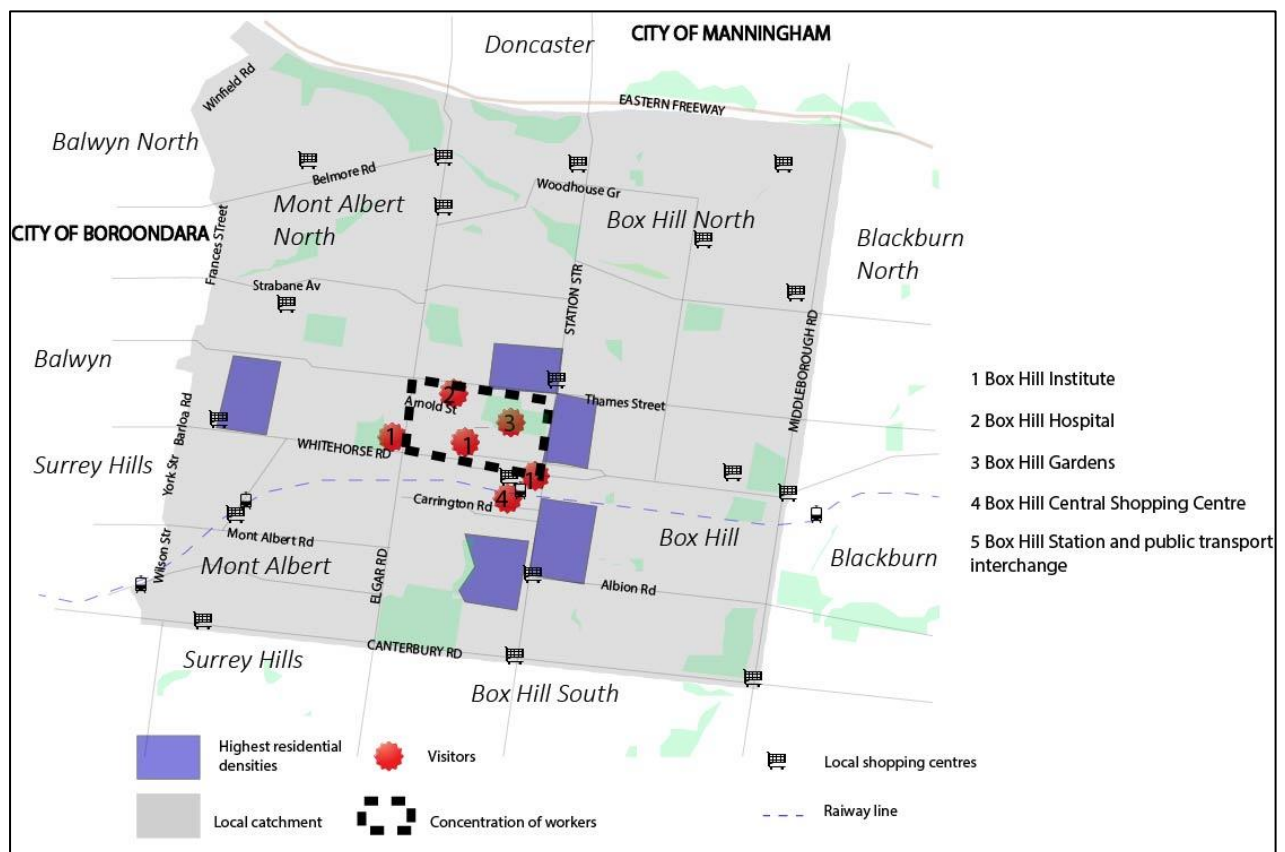 Doncaster
CITY OF MANNINGHAM
Winfield Rd
EASTERN FREEWAY
Balwyn North
Belmore Rd
Woodhouse Gr
Mont Albert
North
Box Hill North
CITY OF BOROONDARA
Frances STreet
Blackburn
North
Strabane Av
STATION STR
MIDDLEBOROUGH RD
Balwyn
1 Box Hill Institute
2
Arnold St
Thames Street
Barloa Rd
3
2 Box Hill Hospital
1
1
WHITEHORSE RD
Surrey Hills
York Str
3 Box Hill Gardens
1
4
Carrington Rd
4 Box Hill Central Shopping Centre
Mont Albert Rd
Box Hill
5 Box Hill Station and public transport
interchange
Wilson Str
Mont Albert
ELGAR RD
Albion Rd
Blackburn
CANTERBURY RD
Surrey Hills
Box Hill South
Highest residential
densities
Visitors
Local shopping centres
Local catchment
Concentration of workers
Raiway line